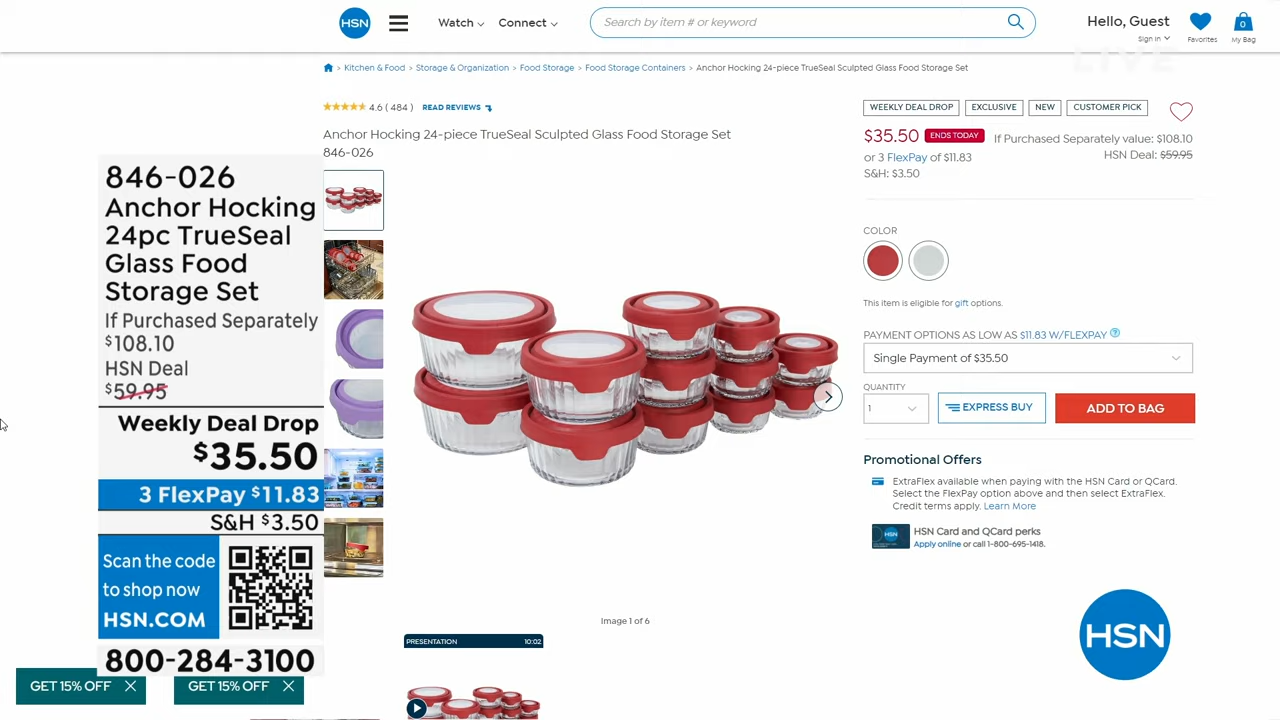 HSN
Watch
Connect
Search by item # or keyword
Hello, Guest
Sign in
Favorites
0
My Bag
LIVE
> Kitchen & Food > Storage & Organization > Food Storage > Food Storage Containers > Anchor Hocking 24-piece TrueSeal Sculpted Glass Food Storage Set
4.6 ( 484 ) READ REVIEWS
Anchor Hocking 24-piece TrueSeal Sculpted Glass Food Storage Set
846-026
WEEKLY DEAL DROP
EXCLUSIVE
NEW
CUSTOMER PICK
$35.50 ENDS TODAY
If Purchased Separately value: $108.10
or 3 FlexPay of $11.83
HSN Deal: $59.95
S&H: $3.50
COLOR
This item is eligible for gift options.
PAYMENT OPTIONS AS LOW AS $11.83 W/FLEXPAY
Single Payment of $35.50
QUANTITY
1
EXPRESS BUY
ADD TO BAG
Promotional Offers
ExtraFlex available when paying with the HSN Card or QCard.
Select the FlexPay option above and then select ExtraFlex.
Credit terms apply. Learn More
HSN
HSN Card and QCard perks
Apply online or call 1-800-695-1418.
846-026
Anchor Hocking
24pc TrueSeal
Glass Food
Storage Set
If Purchased Separately
$108.10
HSN Deal
$59.95
Weekly Deal Drop
$35.50
3 FlexPay $11.83
S&H $3.50
Scan the code
to shop now
HSN.COM
800-284-3100
GET 15% OFF
GET 15% OFF
Image 1 of 6
PRESENTATION 10:02
HSN